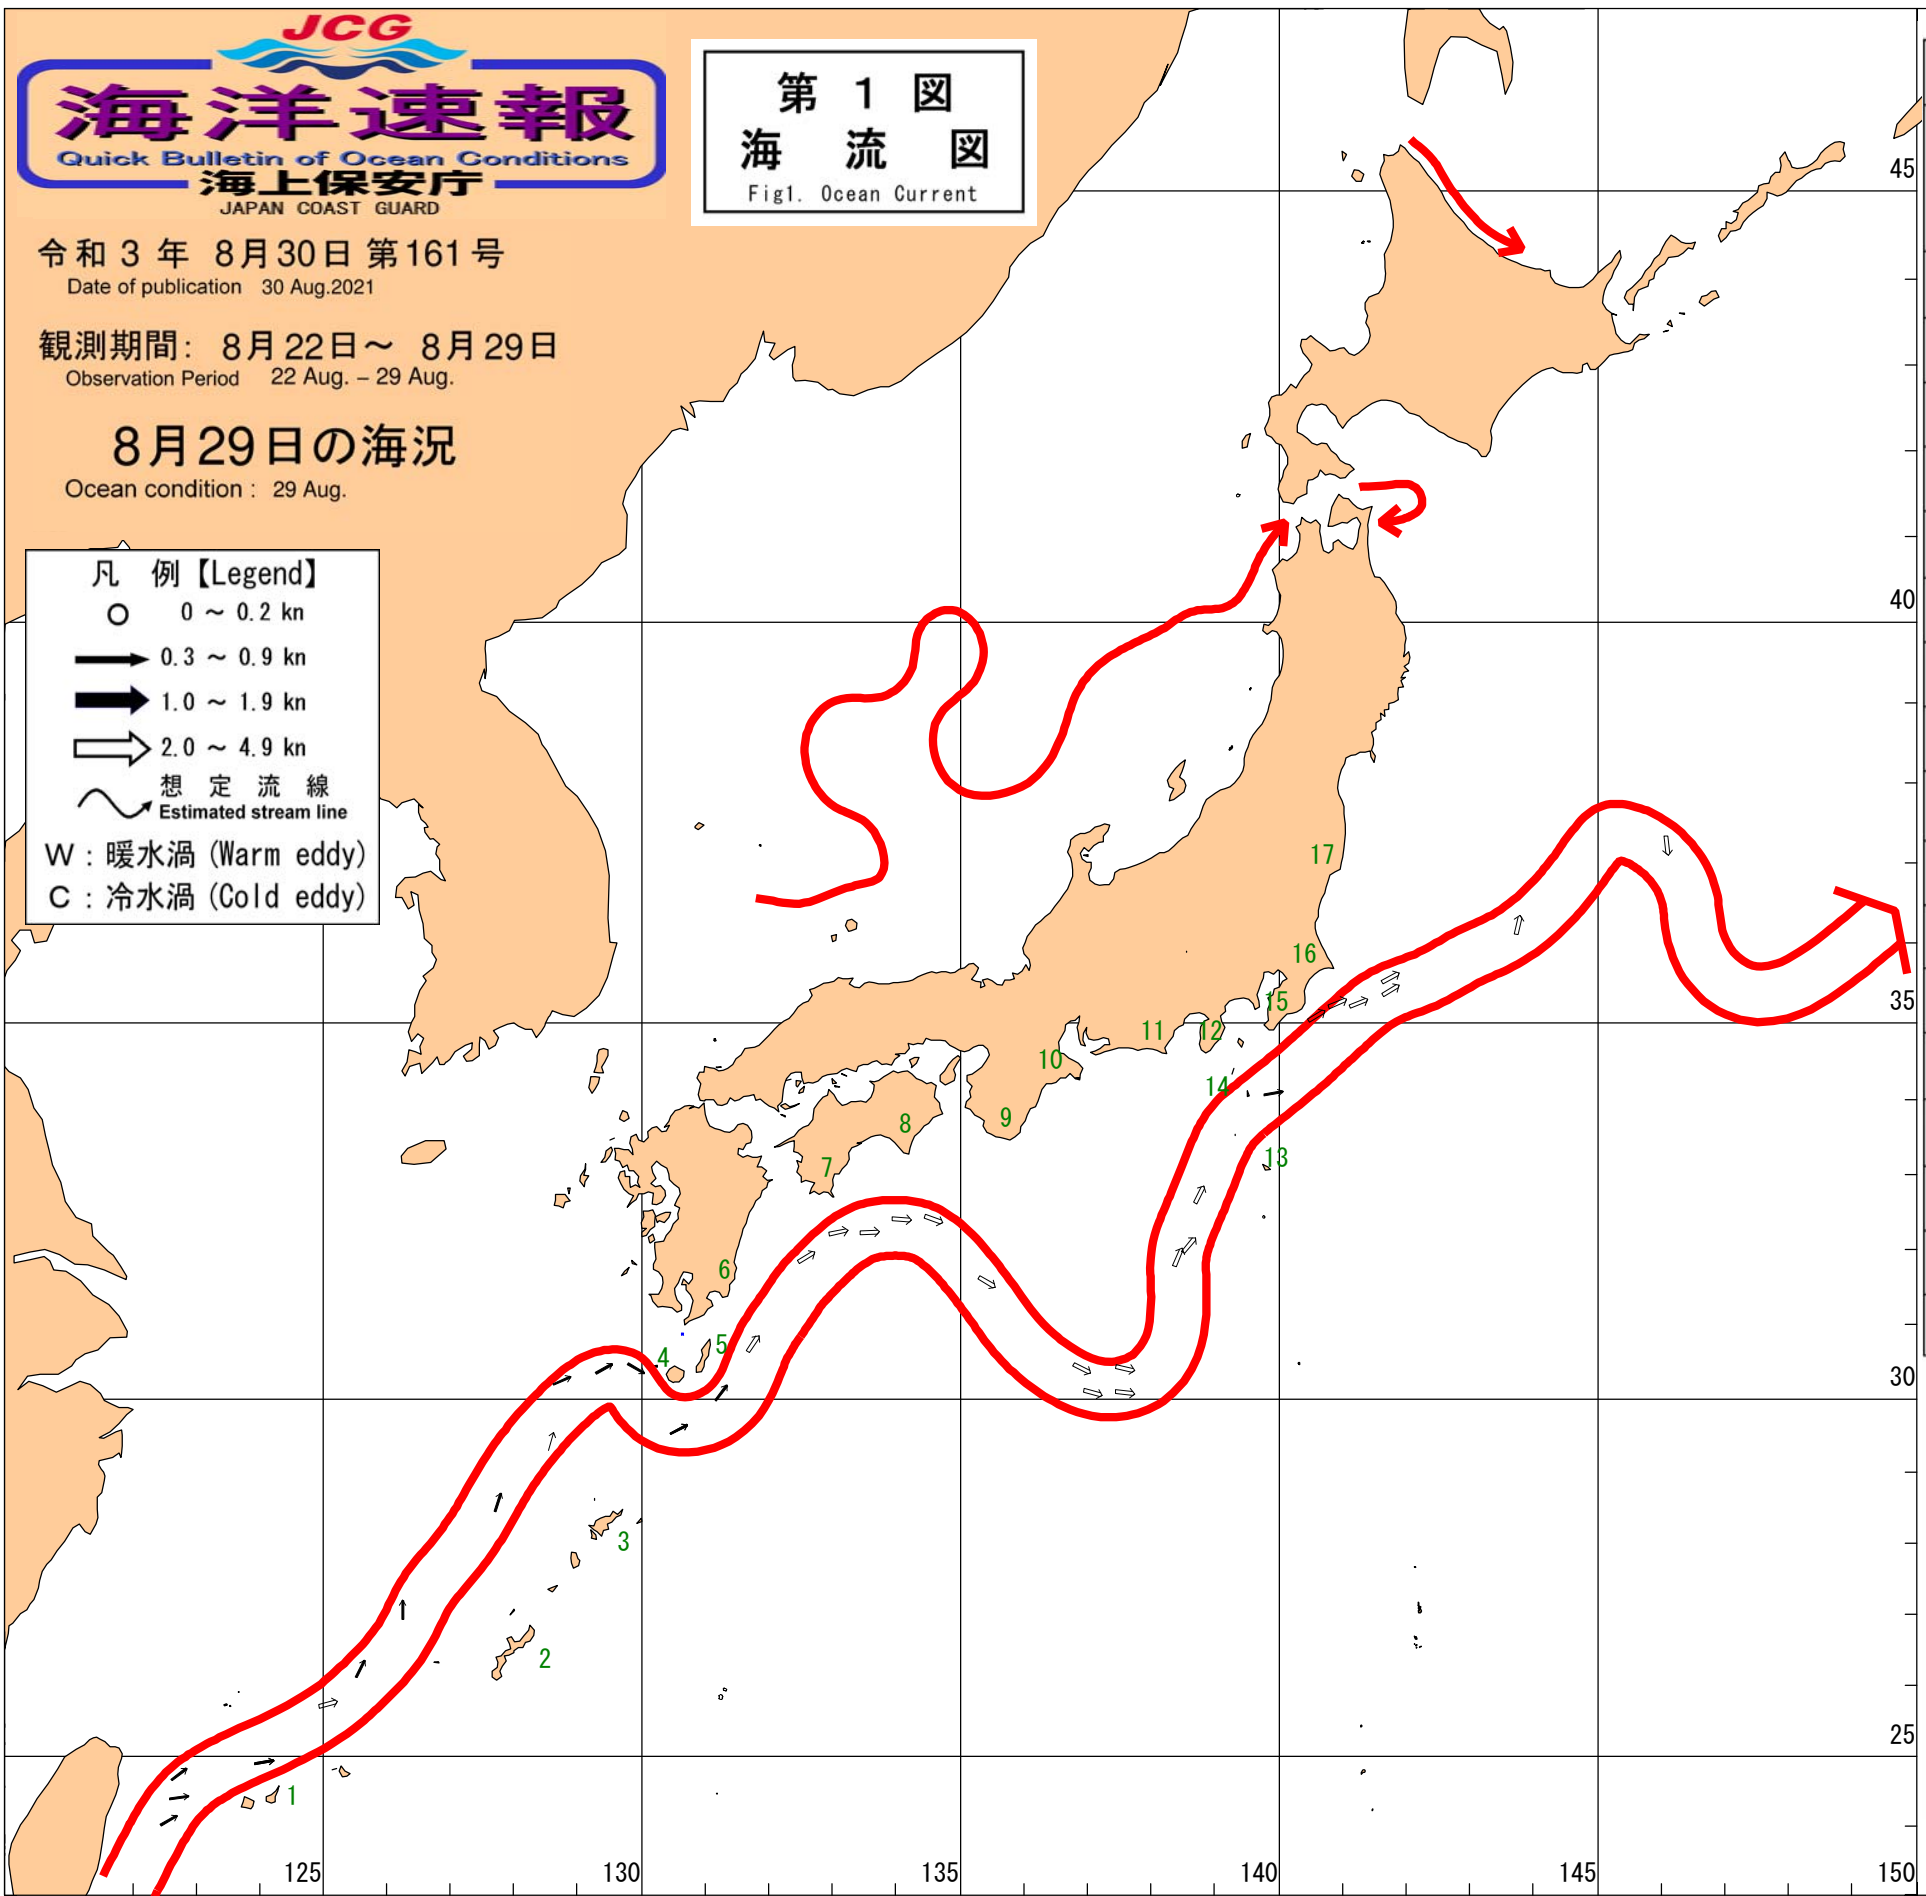 JCG
海洋速報
Quick Bulletin of Ocean Conditions
海上保安庁
JAPAN COAST GUARD
第 1 図
海 流 図
Fig1. Ocean Current
令和 3 年 8月30日 第161号
Date of publication 30 Aug.2021
観測期間: 8月22日～ 8月29日
Observation Period 22 Aug. – 29 Aug.
8月29日の海況
Ocean condition : 29 Aug.
凡 例【Legend】
0 ～ 0.2 kn
0.3 ～ 0.9 kn
1.0 ～ 1.9 kn
2.0 ～ 4.9 kn
想 定 流 線
Estimated stream line
W : 暖水渦 (Warm eddy)
C : 冷水渦 (Cold eddy)
45
40
17
16
35
15
12
11
10
14
9
8
13
7
6
5
4
30
3
2
25
1
125
130
135
140
145
150